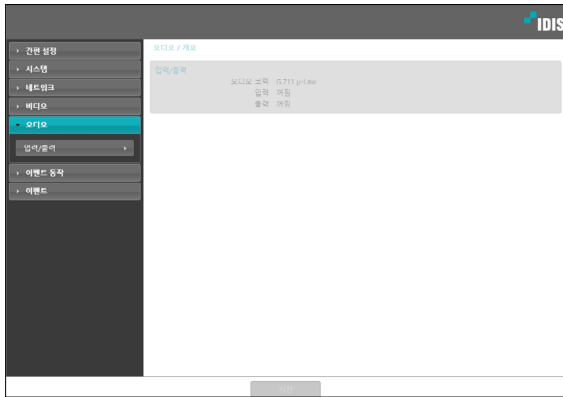 IDIS
간편 설정
시스템
네트워크
비디오
오디오
입력/출력
이벤트 동작
이벤트
오디오 / 개요
입력/출력
오디오 코덱 G.711 μ-Law
입력 꺼짐
출력 꺼짐
저장